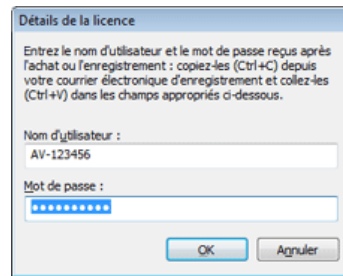 Détails de la licence
Entrez le nom d'utilisateur et le mot de passe reçus après
l'achat ou l'enregistrement : copiez-les (Ctrl+C) depuis
votre courrier électronique d'enregistrement et collez-les
(Ctrl+V) dans les champs appropriés ci-dessous.
Nom d'utilisateur :
AV-123456
Mot de passe :
••••••••••
OK Annuler